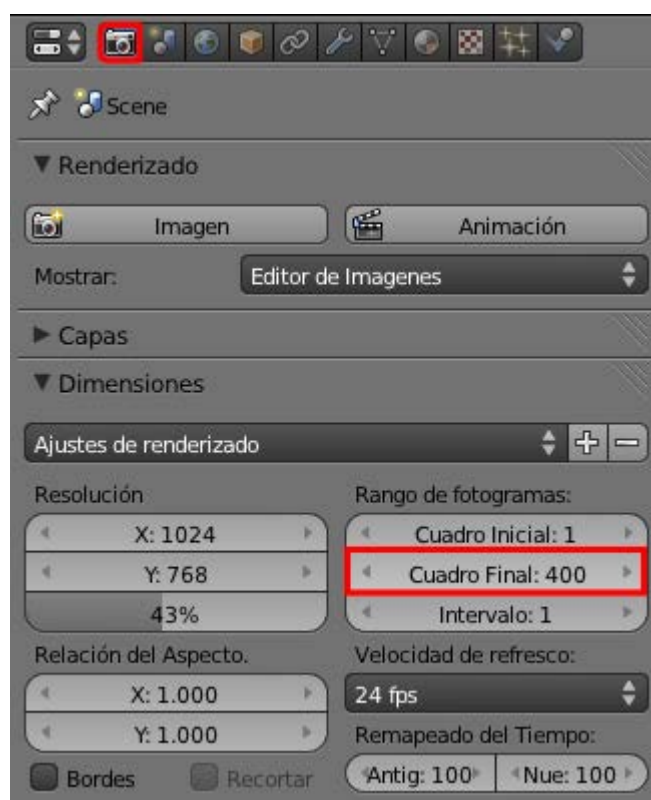 Scene
Renderizado
Imagen Animación
Mostrar: Editor de Imagenes
Capas
Dimensiones
Ajustes de renderizado
Resolución Rango de fotogramas:
X: 1024 Cuadro Inicial: 1
Y: 768 Cuadro Final: 400
43% Intervalo: 1
Relación del Aspecto. Velocidad de refresco:
X: 1.000 24 fps
Y: 1.000 Remapeado del Tiempo:
Bordes Recortar Antig: 100 Nue: 100